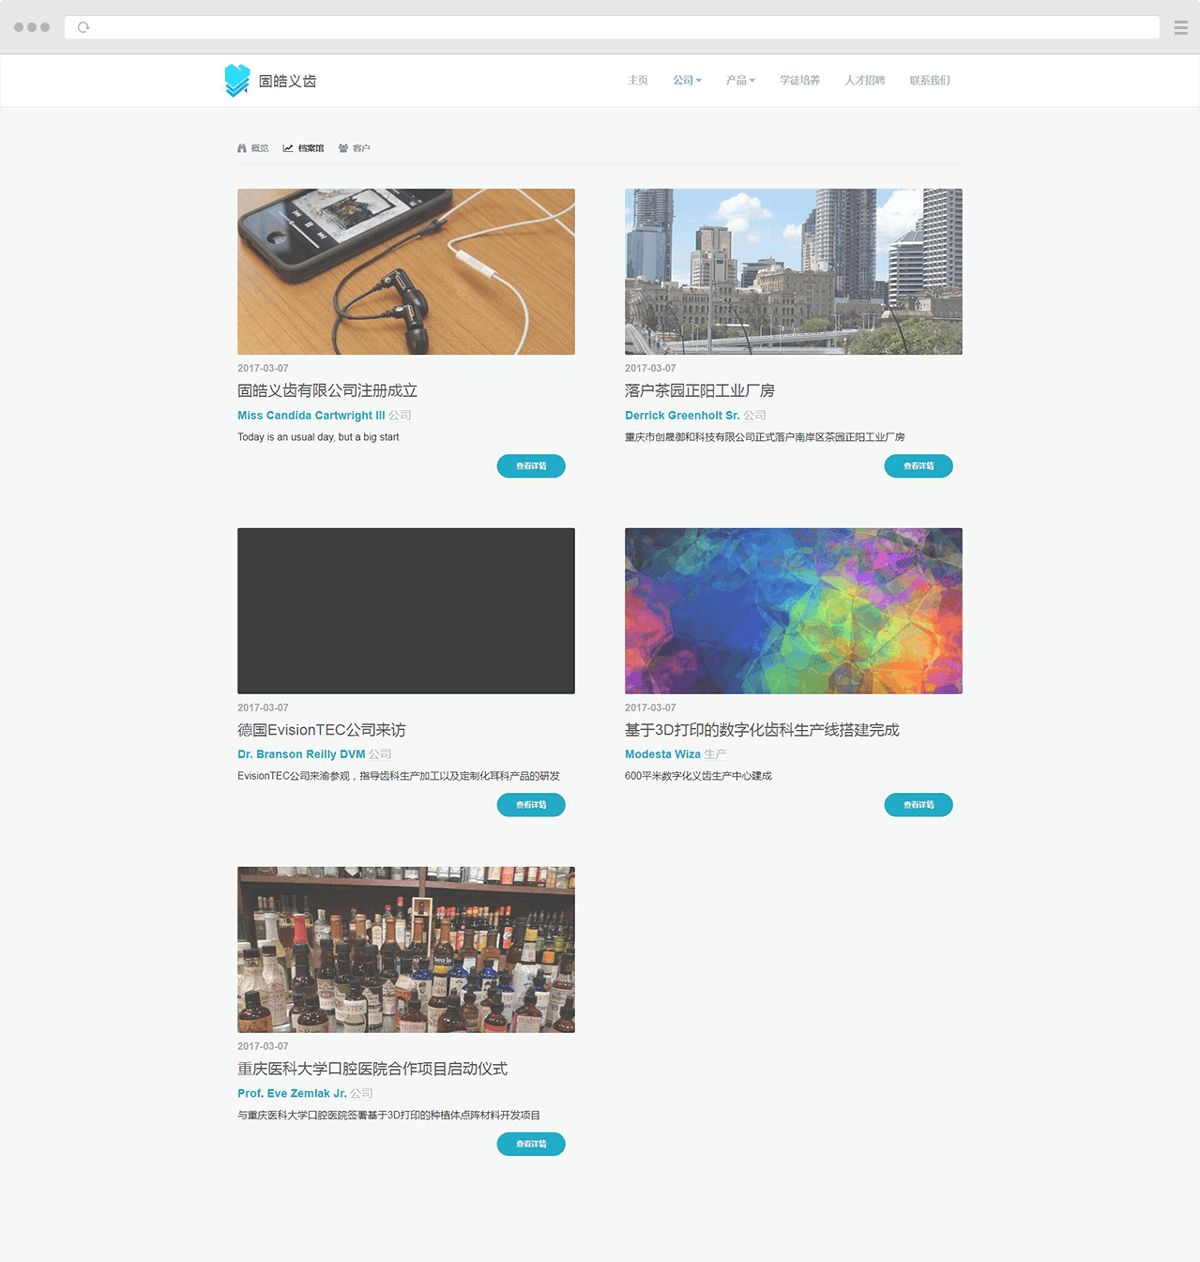 固皓义齿
主页 公司 产品 学徒培养 人才招聘 联系我们
概览 档案馆 客户
2017-03-07
固皓义齿有限公司注册成立
Miss Candida Cartwright III 公司
Today is an usual day, but a big start
查看详情
2017-03-07
落户茶园正阳工业厂房
Derrick Greenholt Sr. 公司
重庆市创晟御和科技有限公司正式落户南岸区茶园正阳工业厂房
查看详情
2017-03-07
德国EvisionTEC公司来访
Dr. Branson Reilly DVM 公司
EvisionTEC公司来渝参观，指导齿科生产加工以及定制化耳科产品的研发
查看详情
2017-03-07
基于3D打印的数字化齿科生产线搭建完成
Modesta Wiza 生产
600平米数字化义齿生产中心建成
查看详情
2017-03-07
重庆医科大学口腔医院合作项目启动仪式
Prof. Eve Zemlak Jr. 公司
与重庆医科大学口腔医院签署基于3D打印的种植体点阵材料开发项目
查看详情